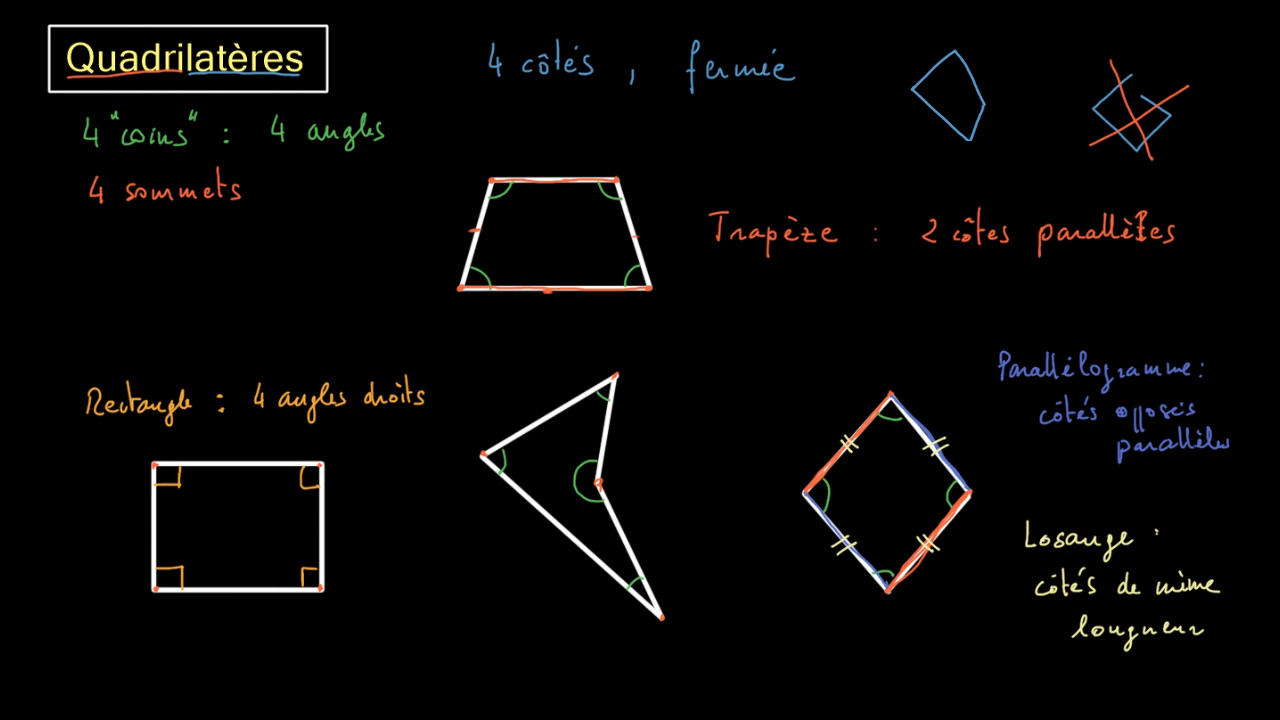 Quadrilatères
4 côtés , fermée
4 "coins" : 4 angles
4 sommets
Trapèze : 2 côtes parallèles
Parallélogramme :
côtés opposés
parallèles
Rectangle : 4 angles droits
Losange :
côtés de même
longueur